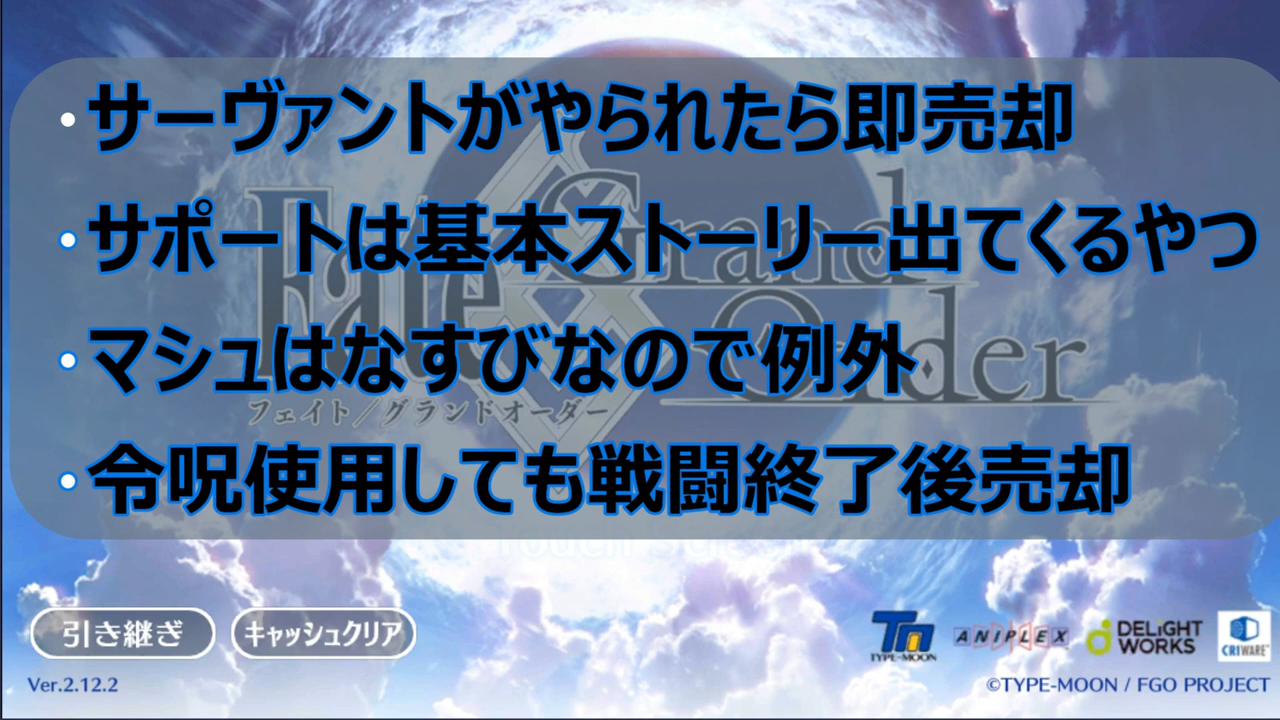 ・サーヴァントがやられたら即売却
・サポートは基本ストーリー出てくるやつ
・マシュはなすびなので例外
・令呪使用しても戦闘終了後売却
Fate
Grand
Order
フェイト／グランドオーダー
引き継ぎ
キャッシュクリア
TYPE-MOON
ANIPLEX
DELiGHT
WORKS
CRIWARE
Ver.2.12.2
©TYPE-MOON / FGO PROJECT